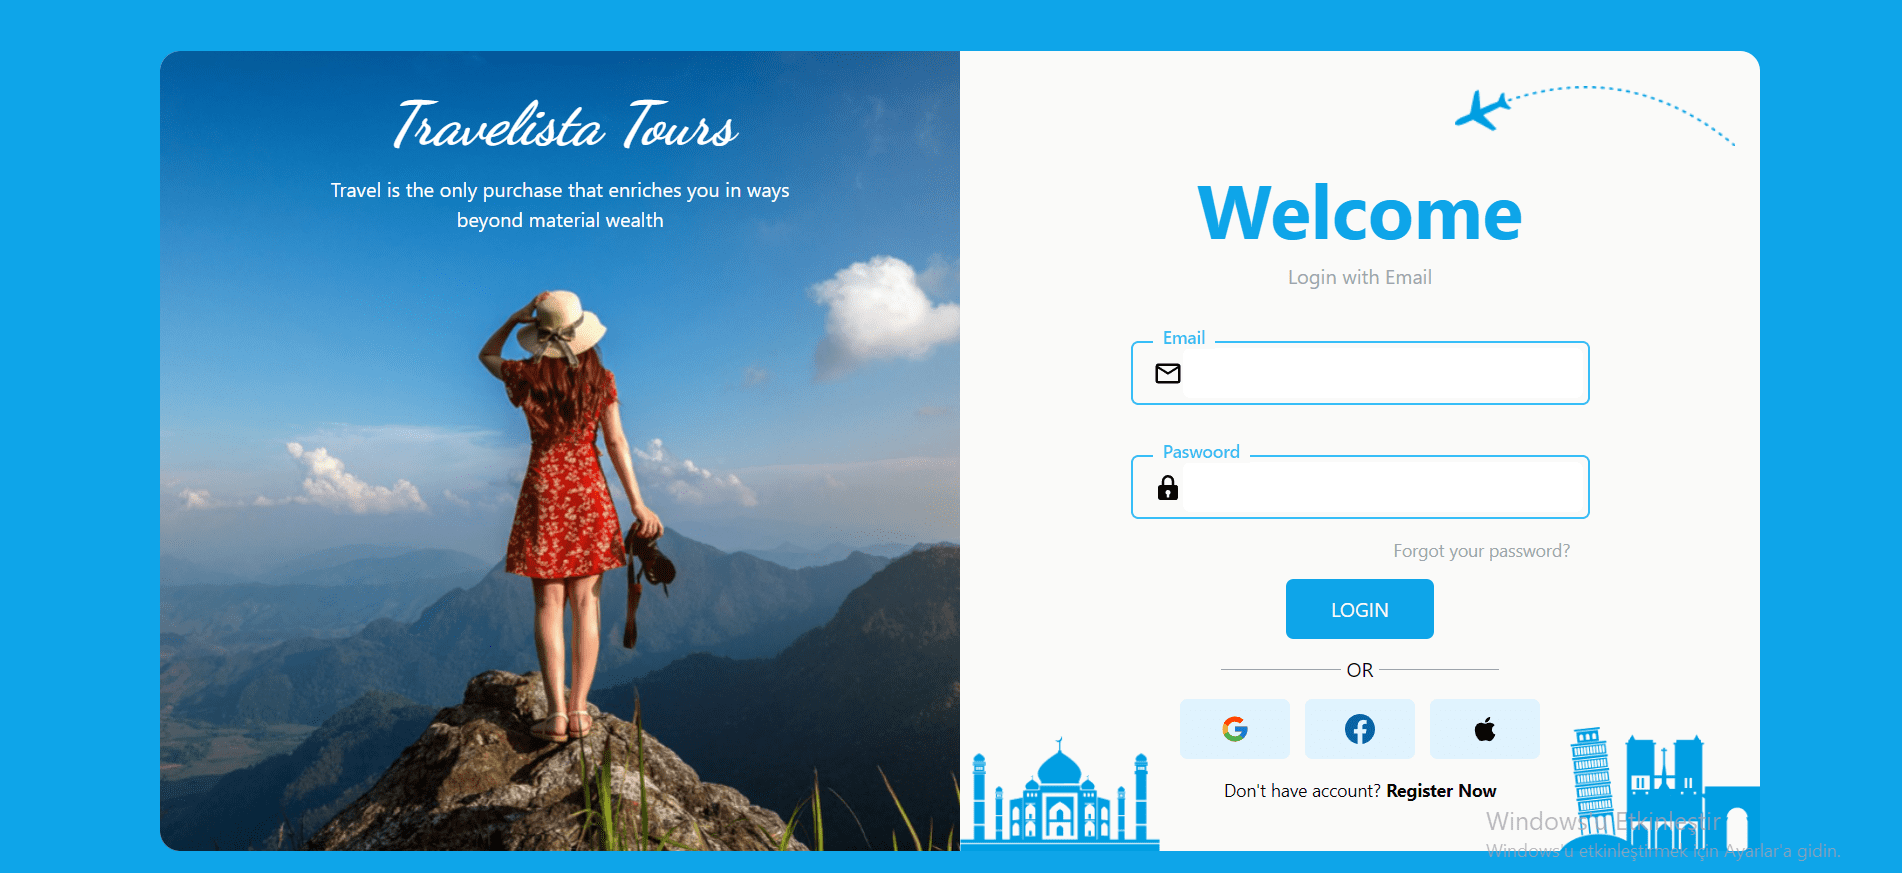 Travelista Tours
Travel is the only purchase that enriches you in ways
beyond material wealth
Welcome
Login with Email
Email
Paswoord
Forgot your password?
LOGIN
OR
Don't have account? Register Now
Windows'u Etkinleştir
Windows'u etkinleştirmek için Ayarlar'a gidin.